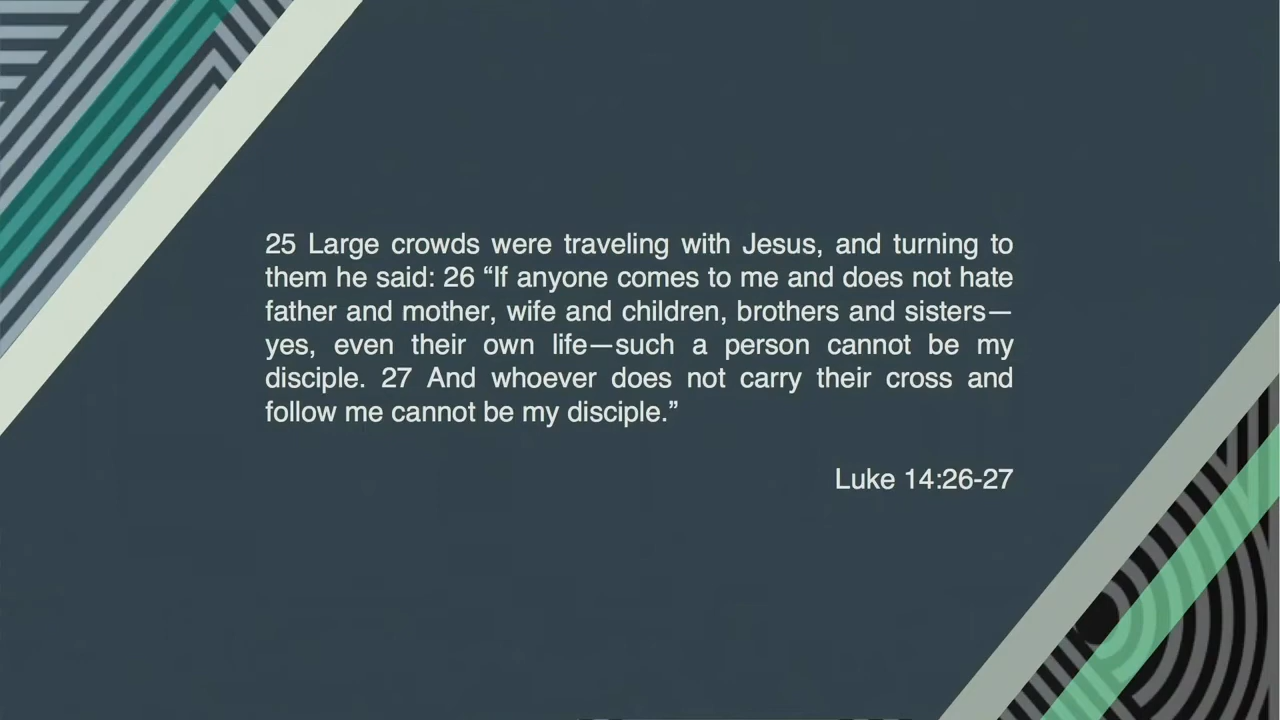 25 Large crowds were traveling with Jesus, and turning to
them he said: 26 “If anyone comes to me and does not hate
father and mother, wife and children, brothers and sisters—
yes, even their own life—such a person cannot be my
disciple. 27 And whoever does not carry their cross and
follow me cannot be my disciple.”
Luke 14:26-27